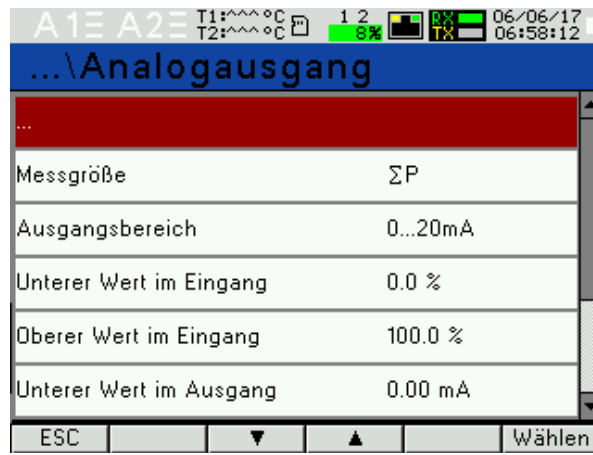 A1 A2 T1:^^^ °C 1 2 RX 06/06/17
T2:^^^ °C 8% TX 06:58:12
...\Analogausgang
...
Messgröße ΣP
Ausgangsbereich 0...20mA
Unterer Wert im Eingang 0.0 %
Oberer Wert im Eingang 100.0 %
Unterer Wert im Ausgang 0.00 mA
ESC ▼ ▲ Wählen